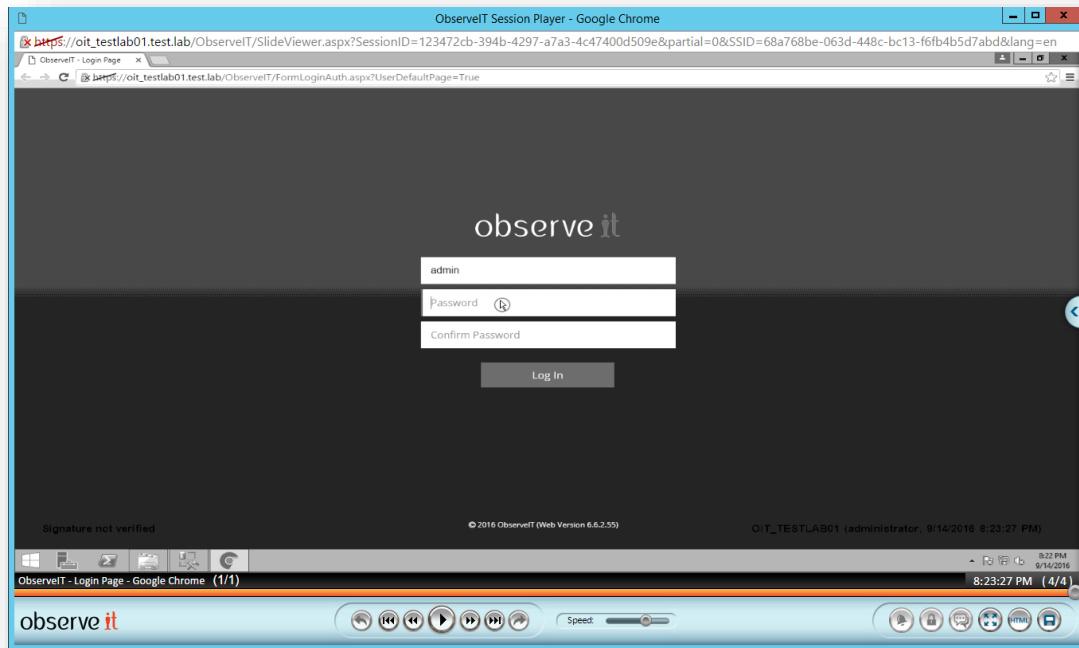 ObserveIT Session Player - Google Chrome
https://oit_testlab01.test.lab/ObserveIT/SlideViewer.aspx?SessionID=123472cb-394b-4297-a7a3-4c47400d509e&partial=0&SSID=68a768be-063d-448c-bc13-f6fb4b5d7abd&lang=en
ObserveIT - Login Page
https://oit_testlab01.test.lab/ObserveIT/FormLoginAuth.aspx?UserDefaultPage=True
observe it
admin
Password
Confirm Password
Log In
Signature not verified
© 2016 ObserveIT (Web Version 6.6.2.55)
OIT_TESTLAB01 (administrator, 9/14/2016 8:23:27 PM)
8:22 PM
9/14/2016
ObserveIT - Login Page - Google Chrome (1/1)
8:23:27 PM (4/4)
observe it
Speed:
HTML